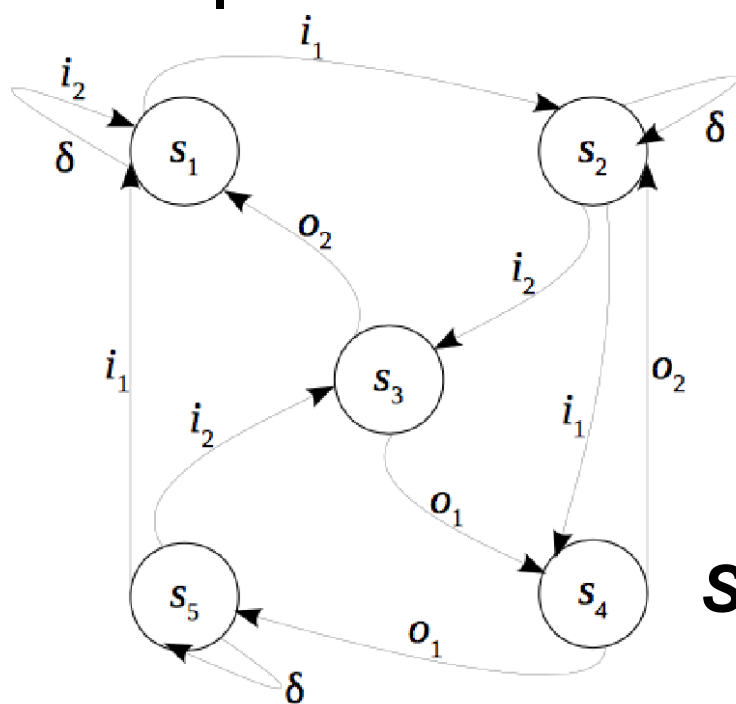 i₁
i₂
δ
s₁
s₂
δ
o₂
i₂
i₁
s₃
i₁
o₂
i₂
o₁
s₅
s₄
S
o₁
δ